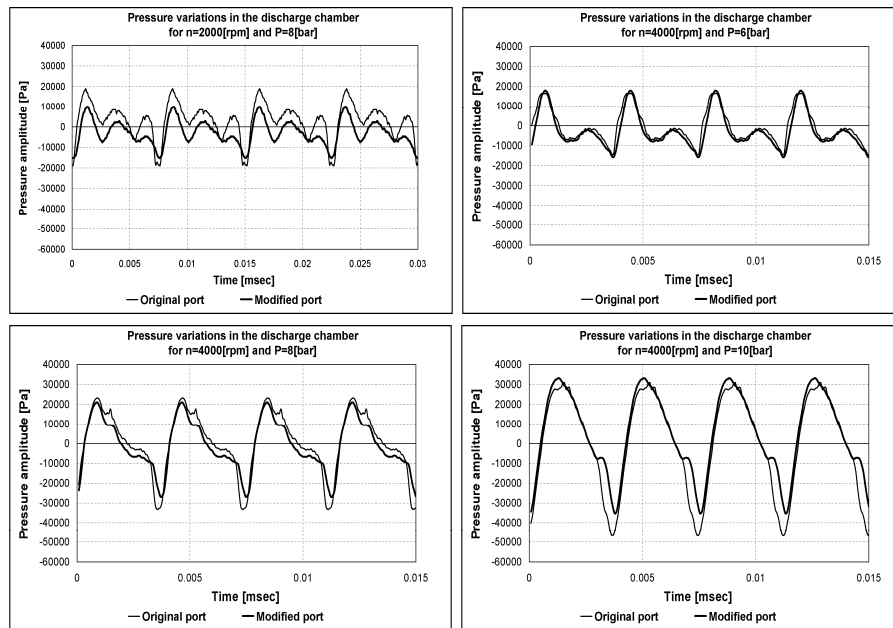 Pressure variations in the discharge chamber
for n=2000[rpm] and P=8[bar]
Pressure amplitude [Pa]
40000
30000
20000
10000
0
-10000
-20000
-30000
-40000
-50000
-60000
0
0.005
0.01
0.015
0.02
0.025
0.03
Time [msec]
Original port
Modified port
Pressure variations in the discharge chamber
for n=4000[rpm] and P=6[bar]
Pressure amplitude [Pa]
40000
30000
20000
10000
0
-10000
-20000
-30000
-40000
-50000
-60000
0
0.005
0.01
0.015
Time [msec]
Original port
Modified port
Pressure variations in the discharge chamber
for n=4000[rpm] and P=8[bar]
Pressure amplitude [Pa]
40000
30000
20000
10000
0
-10000
-20000
-30000
-40000
-50000
-60000
0
0.005
0.01
0.015
Time [msec]
Original port
Modified port
Pressure variations in the discharge chamber
for n=4000[rpm] and P=10[bar]
Pressure amplitude [Pa]
40000
30000
20000
10000
0
-10000
-20000
-30000
-40000
-50000
-60000
0
0.005
0.01
0.015
Time [msec]
Original port
Modified port